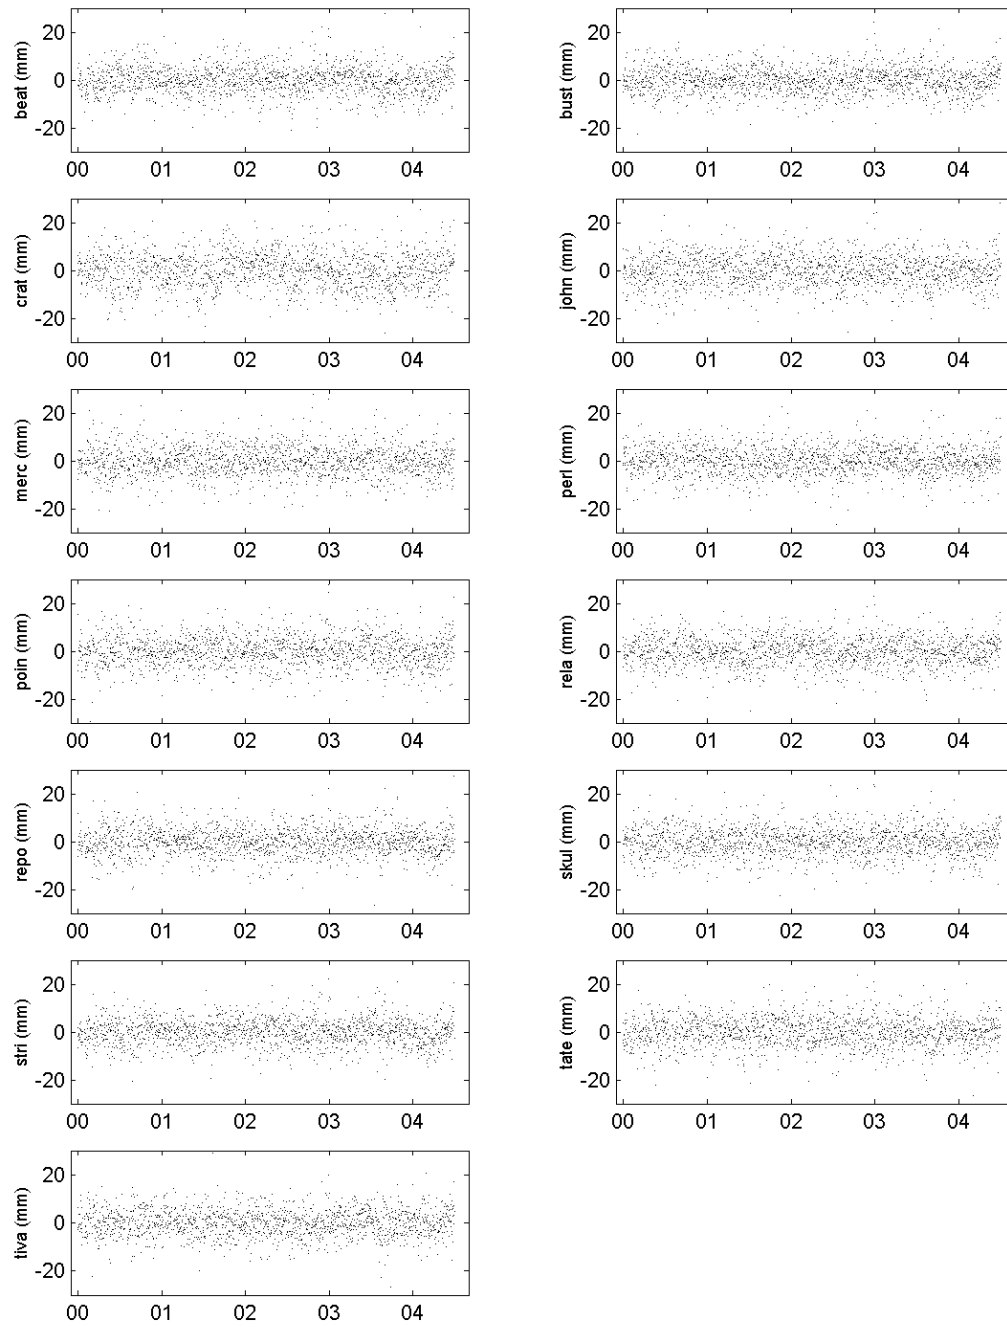 20
0
-20
beat (mm)
00 01 02 03 04
20
0
-20
bust (mm)
00 01 02 03 04
20
0
-20
crat (mm)
00 01 02 03 04
20
0
-20
john (mm)
00 01 02 03 04
20
0
-20
merc (mm)
00 01 02 03 04
20
0
-20
perl (mm)
00 01 02 03 04
20
0
-20
poin (mm)
00 01 02 03 04
20
0
-20
rela (mm)
00 01 02 03 04
20
0
-20
repo (mm)
00 01 02 03 04
20
0
-20
skul (mm)
00 01 02 03 04
20
0
-20
stri (mm)
00 01 02 03 04
20
0
-20
tate (mm)
00 01 02 03 04
20
0
-20
tiva (mm)
00 01 02 03 04